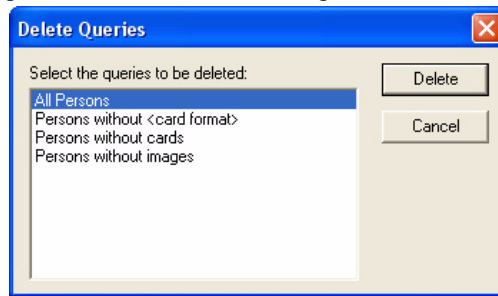 Delete Queries
Select the queries to be deleted:
Delete
All Persons
Persons without <card format>
Cancel
Persons without cards
Persons without images